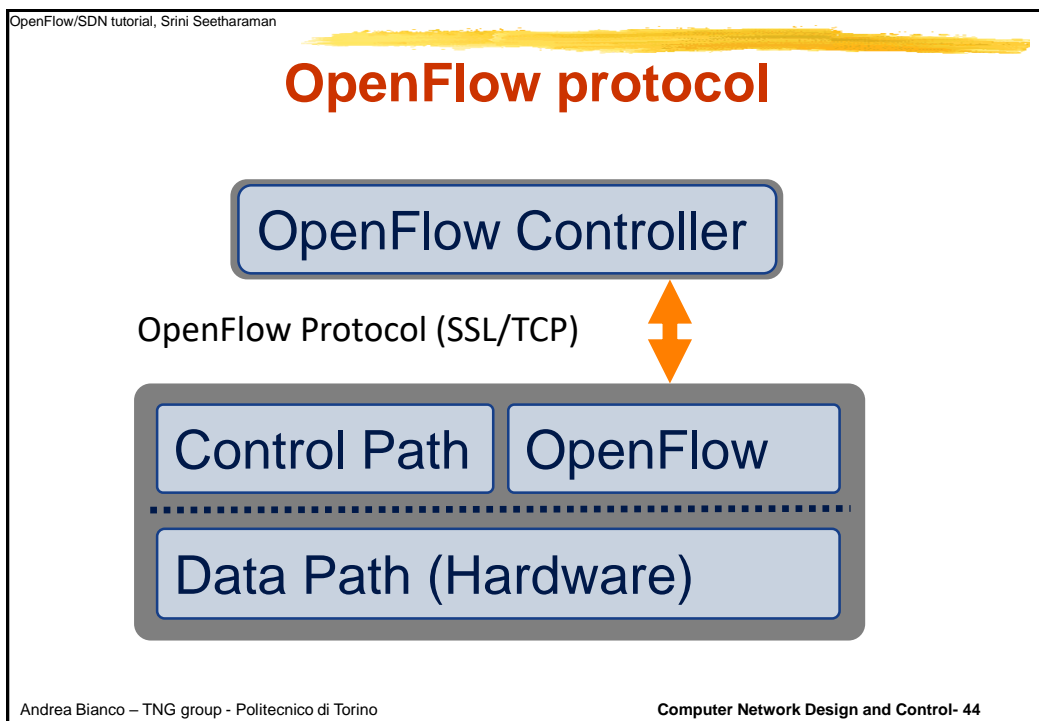 OpenFlow/SDN tutorial, Srini Seetharaman
OpenFlow protocol
OpenFlow Controller
OpenFlow Protocol (SSL/TCP)
Control Path
OpenFlow
Data Path (Hardware)
Andrea Bianco – TNG group - Politecnico di Torino
Computer Network Design and Control- 44